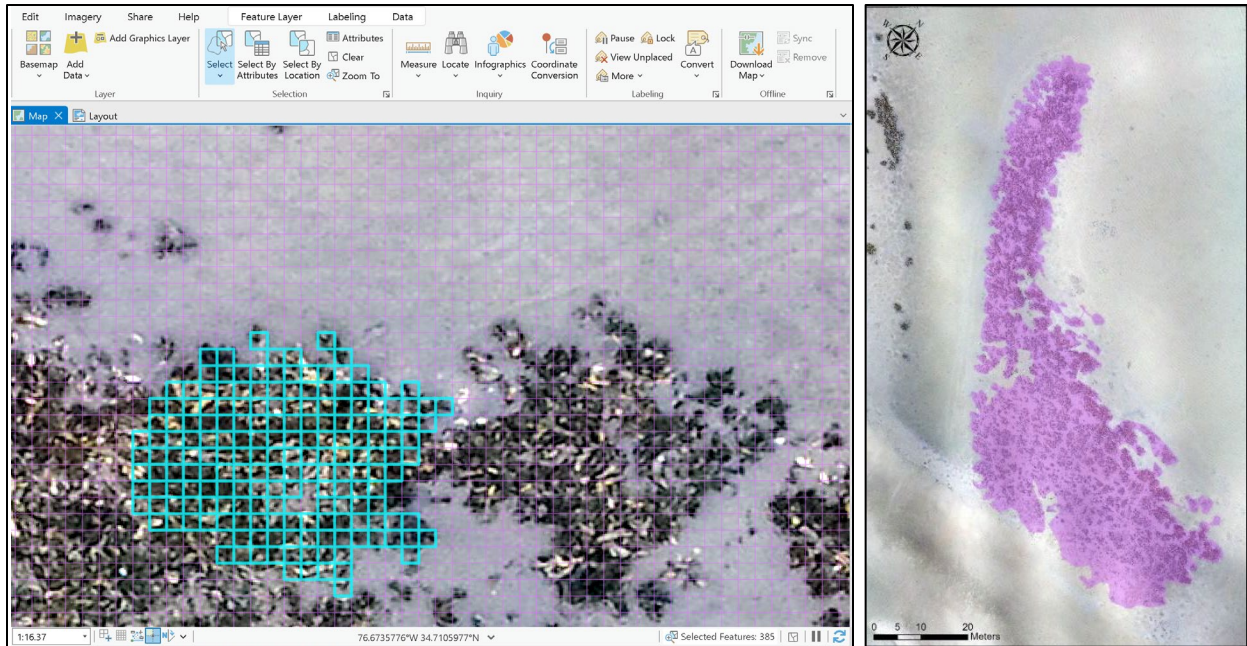 Edit Imagery Share Help Feature Layer Labeling Data
Basemap
Add Data
Add Graphics Layer
Layer
Select
Select By Attributes
Select By Location
Attributes
Clear
Zoom To
Selection
Measure
Locate
Infographics
Coordinate Conversion
Inquiry
Pause
Lock
View Unplaced
More
Convert
Labeling
Download Map
Sync
Remove
Offline
Map
Layout
1:16.37
76.6735776°W 34.7105977°N
Selected Features: 385
N
E
S
W
0 5 10 20
Meters